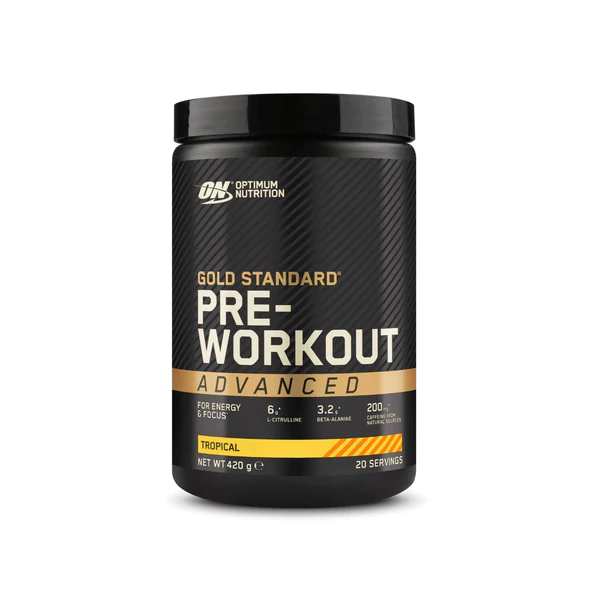 ON® OPTIMUM
NUTRITION
GOLD STANDARD®
PRE-
WORKOUT
ADVANCED
FOR ENERGY
& FOCUS*
6g* L-CITRULLINE
3.2g* BETA-ALANINE
200mg* CAFFEINE FROM
NATURAL SOURCES
TROPICAL
NET WT 420 g ℮
20 SERVINGS